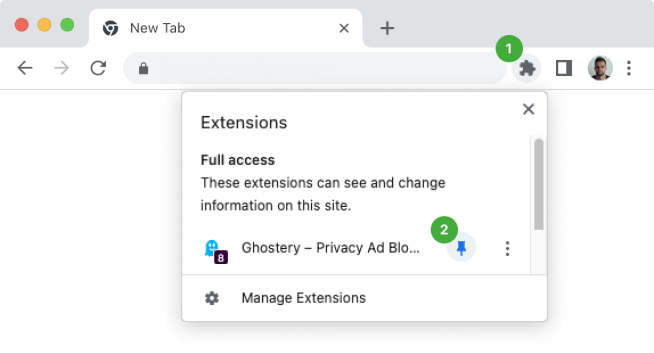 New Tab
1
Extensions
Full access
These extensions can see and change
information on this site.
2
Ghostery – Privacy Ad Blo...
8
Manage Extensions